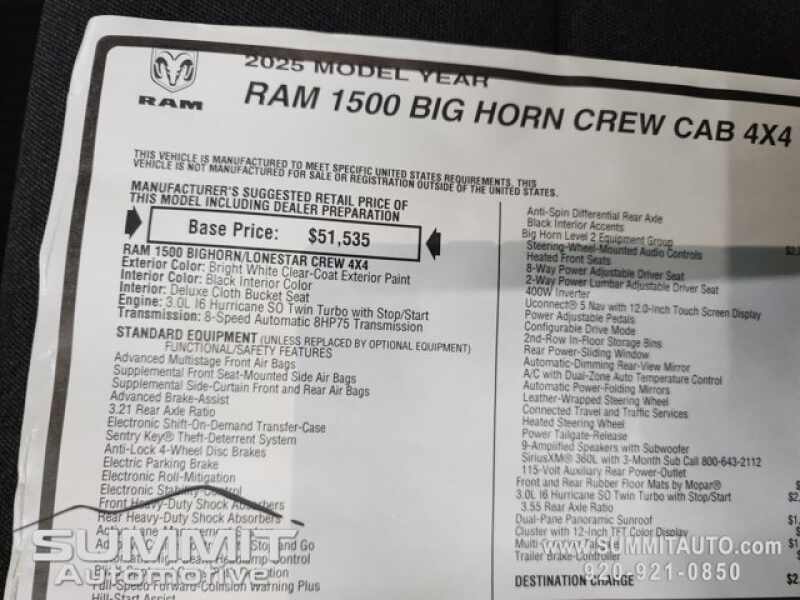 2025 MODEL YEAR
RAM
RAM 1500 BIG HORN CREW CAB 4X4
THIS VEHICLE IS MANUFACTURED TO MEET SPECIFIC UNITED STATES REQUIREMENTS. THIS
VEHICLE IS NOT MANUFACTURED FOR SALE OR REGISTRATION OUTSIDE OF THE UNITED STATES.
MANUFACTURER'S SUGGESTED RETAIL PRICE OF
THIS MODEL INCLUDING DEALER PREPARATION
Base Price: $51,535
RAM 1500 BIGHORN/LONESTAR CREW 4X4
Exterior Color: Bright White Clear-Coat Exterior Paint
Interior Color: Black Interior Color
Interior: Deluxe Cloth Bucket Seat
Engine: 3.0L I6 Hurricane SO Twin Turbo with Stop/Start
Transmission: 8-Speed Automatic 8HP75 Transmission
STANDARD EQUIPMENT (UNLESS REPLACED BY OPTIONAL EQUIPMENT)
FUNCTIONAL/SAFETY FEATURES
Advanced Multistage Front Air Bags
Supplemental Front Seat-Mounted Side Air Bags
Supplemental Side-Curtain Front and Rear Air Bags
Advanced Brake-Assist
3.21 Rear Axle Ratio
Electronic Shift-On-Demand Transfer-Case
Sentry Key® Theft-Deterrent System
Anti-Lock 4-Wheel Disc Brakes
Electric Parking Brake
Electronic Roll-Mitigation
Electronic Stability Control
Front Heavy-Duty Shock Absorbers
Rear Heavy-Duty Shock Absorbers
Active Lane Management
Stop and Go
Control
Full-Speed Forward-Collision Warning Plus
Hill-Start Assist
Anti-Spin Differential Rear Axle
Black Interior Accents
Big Horn Level 2 Equipment Group
Steering-Wheel-Mounted Audio Controls
Heated Front Seats
8-Way Power Adjustable Driver Seat
2-Way Power Lumbar Adjustable Driver Seat
400W Inverter
Uconnect® 5 Nav with 12.0-Inch Touch Screen Display
Power Adjustable Pedals
Configurable Drive Mode
2nd-Row In-Floor Storage Bins
Rear Power-Sliding Window
Automatic-Dimming Rear-View Mirror
A/C with Dual-Zone Auto Temperature Control
Automatic Power-Folding Mirrors
Leather-Wrapped Steering Wheel
Connected Travel and Traffic Services
Heated Steering Wheel
Power Tailgate-Release
9-Amplified Speakers with Subwoofer
SiriusXM® 360L with 3-Month Sub Call 800-643-2112
115-Volt Auxiliary Rear Power-Outlet
Front and Rear Rubber Floor Mats by Mopar®
3.0L I6 Hurricane SO Twin Turbo with Stop/Start
3.55 Rear Axle Ratio
Dual-Pane Panoramic Sunroof
Cluster with 12-Inch TFT Color Display
Trailer Brake Controller
DESTINATION CHARGE
SUMMIT
Automotive
WWW.SUMMITAUTO.COM
920-921-0850